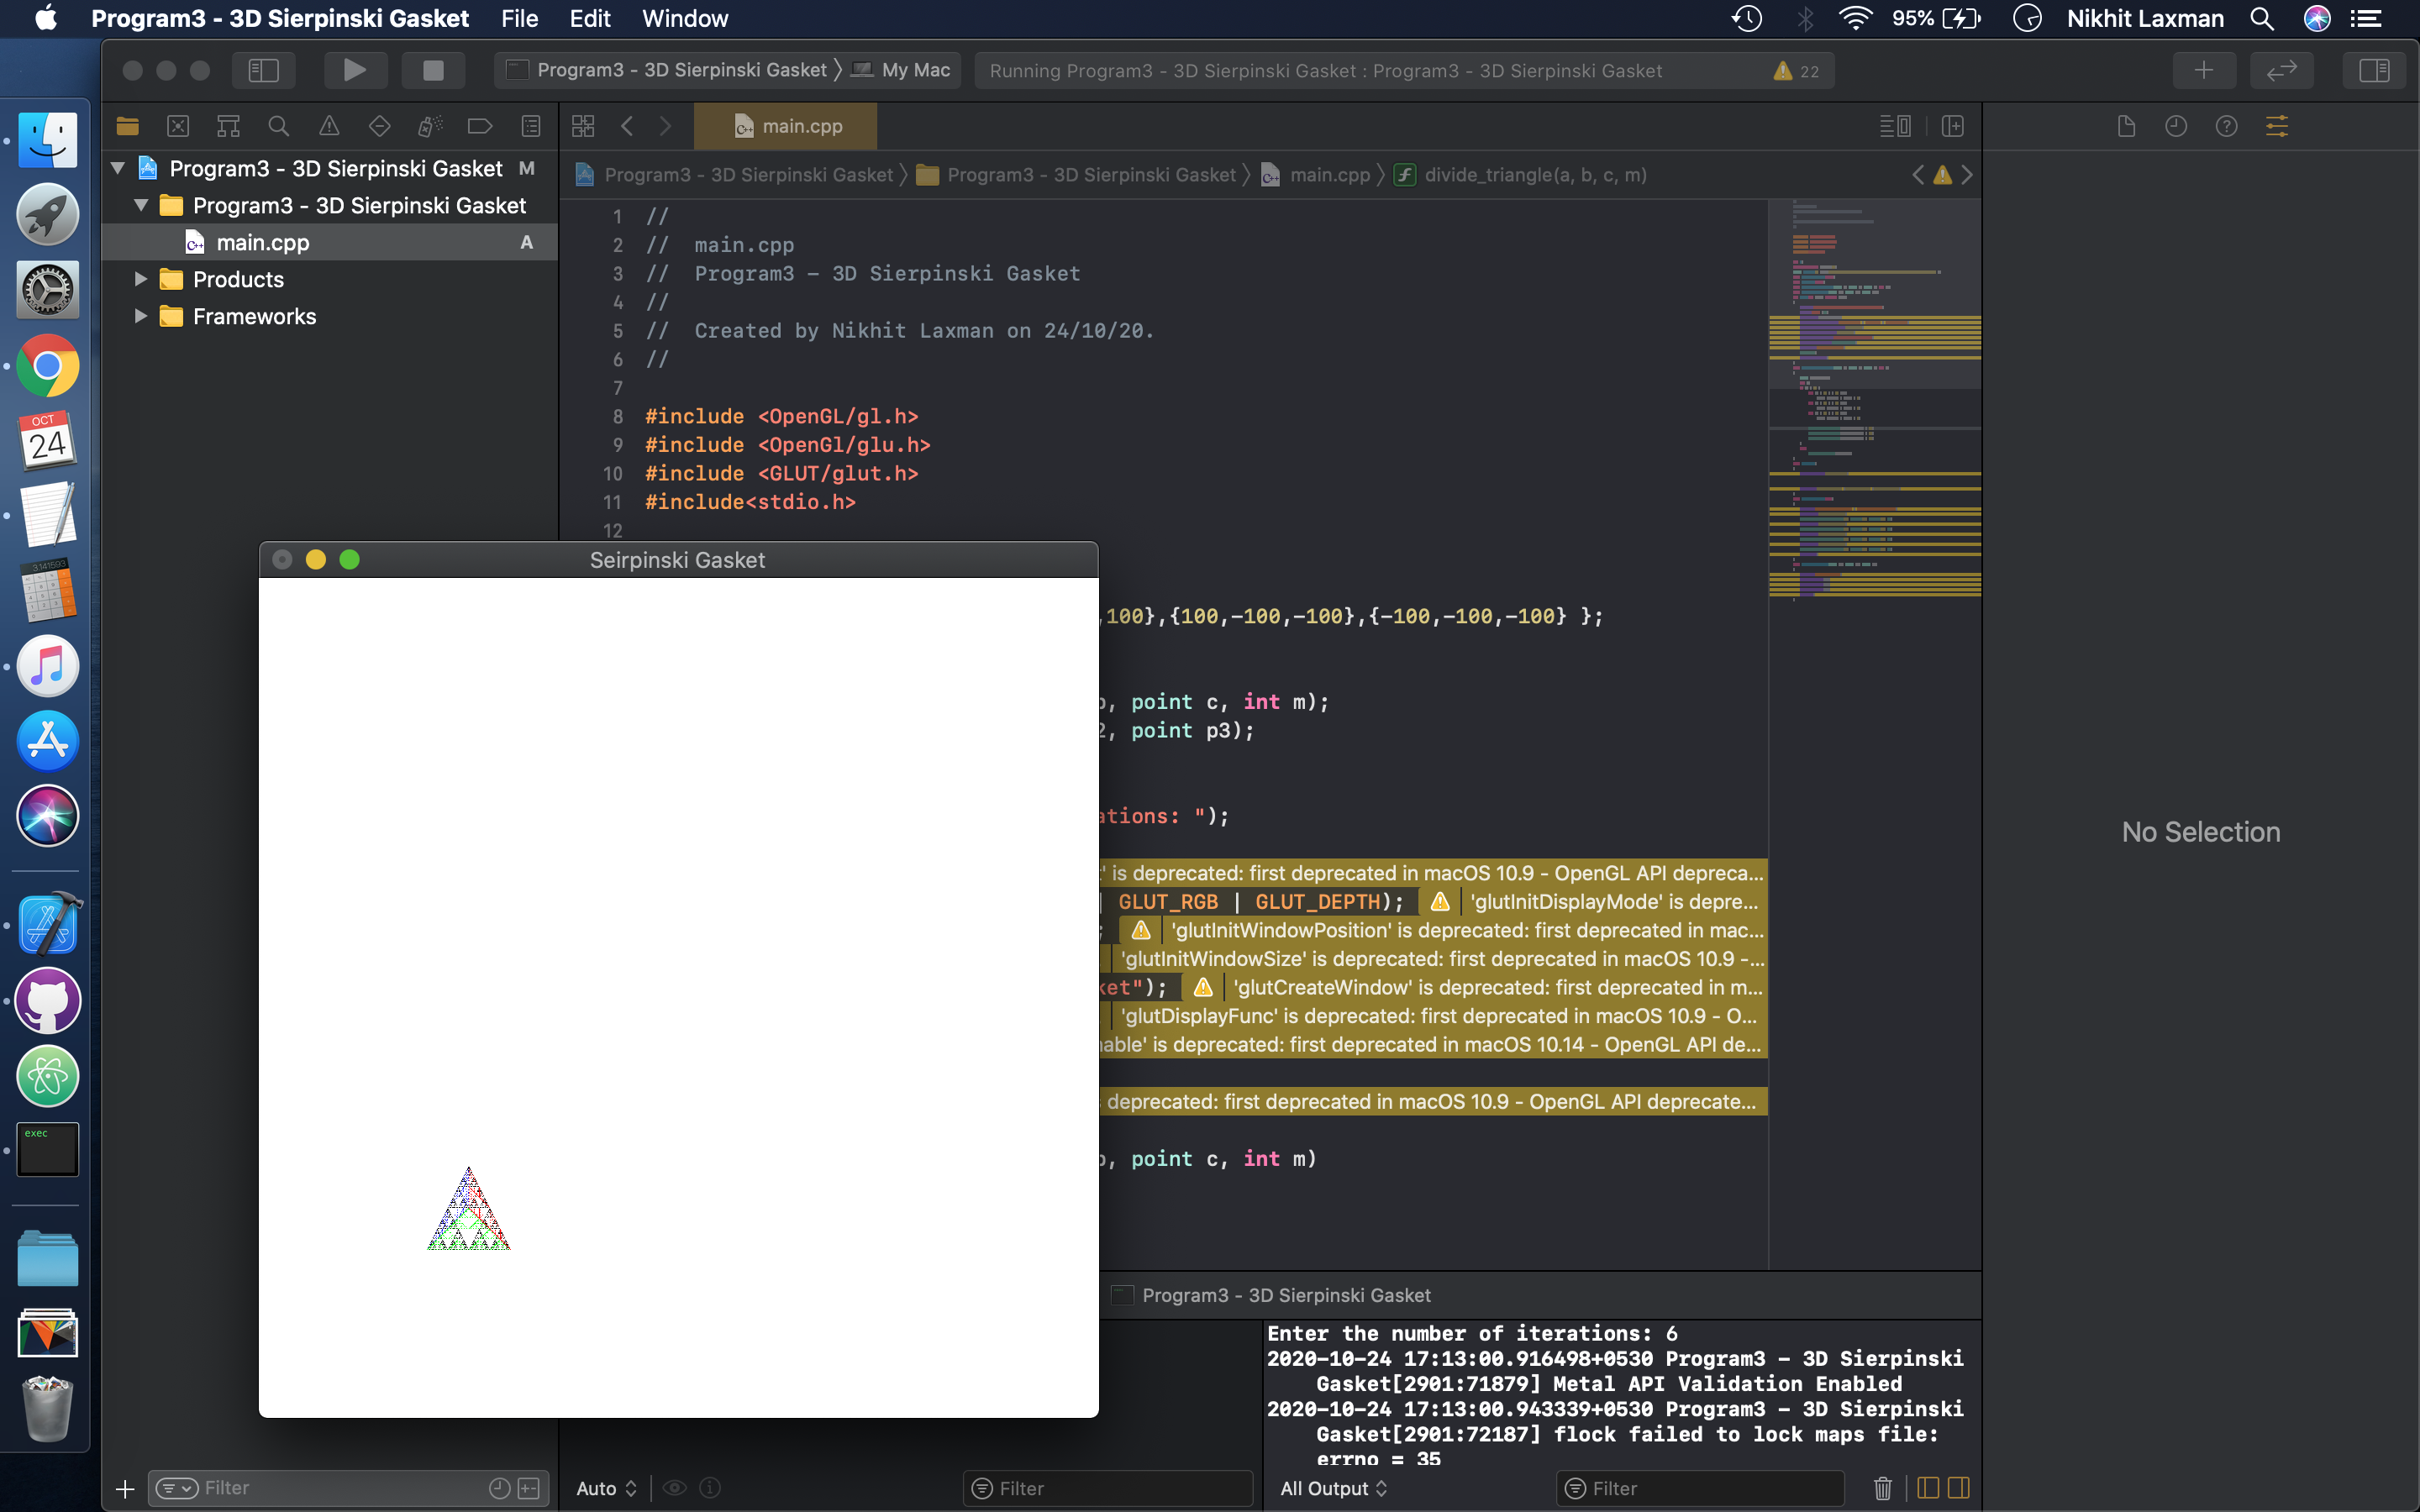 Program3 - 3D Sierpinski Gasket File Edit Window 95% Nikhit Laxman
Program3 - 3D Sierpinski Gasket 〉 My Mac
Running Program3 - 3D Sierpinski Gasket : Program3 - 3D Sierpinski Gasket 22
main.cpp
Program3 - 3D Sierpinski Gasket M
Program3 - 3D Sierpinski Gasket
main.cpp A
Products
Frameworks
Program3 - 3D Sierpinski Gasket 〉 Program3 - 3D Sierpinski Gasket 〉 main.cpp 〉 f divide_triangle(a, b, c, m)
1 //
2 // main.cpp
3 // Program3 - 3D Sierpinski Gasket
4 //
5 // Created by Nikhit Laxman on 24/10/20.
6 //
7
8 #include <OpenGL/gl.h>
9 #include <OpenGl/glu.h>
10 #include <GLUT/glut.h>
11 #include<stdio.h>
12
,100},{100,-100,-100},{-100,-100,-100} };
, point c, int m);
2, point p3);
ations: ");
' is deprecated: first deprecated in macOS 10.9 - OpenGL API depreca...
| GLUT_RGB | GLUT_DEPTH); 'glutInitDisplayMode' is depre...
; 'glutInitWindowPosition' is deprecated: first deprecated in mac...
'glutInitWindowSize' is deprecated: first deprecated in macOS 10.9 -...
ket"); 'glutCreateWindow' is deprecated: first deprecated in m...
'glutDisplayFunc' is deprecated: first deprecated in macOS 10.9 - O...
nable' is deprecated: first deprecated in macOS 10.14 - OpenGL API de...
s deprecated: first deprecated in macOS 10.9 - OpenGL API deprecate...
, point c, int m)
Seirpinski Gasket
No Selection
OCT
24
3.141593
exec
Program3 - 3D Sierpinski Gasket
Enter the number of iterations: 6
2020-10-24 17:13:00.916498+0530 Program3 - 3D Sierpinski
Gasket[2901:71879] Metal API Validation Enabled
2020-10-24 17:13:00.943339+0530 Program3 - 3D Sierpinski
Gasket[2901:72187] flock failed to lock maps file:
errno = 35
Filter
Auto
Filter
All Output
Filter